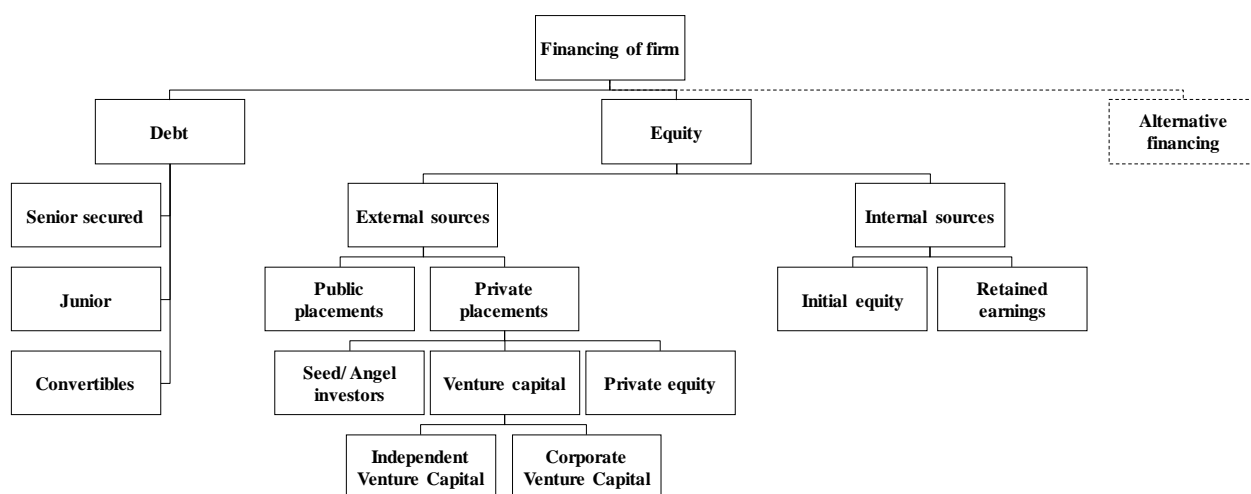 Financing of firm
Debt
Equity
Alternative
financing
Senior secured
External sources
Internal sources
Junior
Public
placements
Private
placements
Initial equity
Retained
earnings
Convertibles
Seed/ Angel
investors
Venture capital
Private equity
Independent
Venture Capital
Corporate
Venture Capital